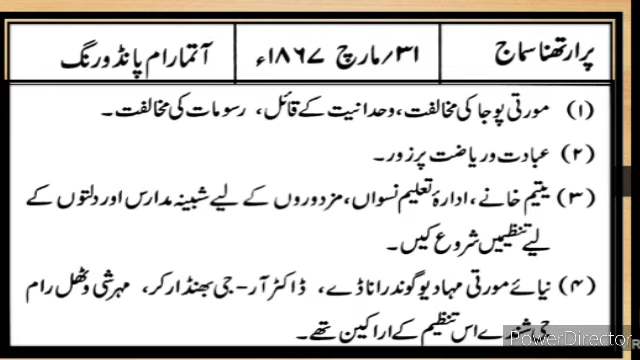 پرارتھنا سماج ۳۱/مارچ ۱۸۶۷ء آتمارام پانڈورنگ
(۱) مورتی پوجا کی مخالفت، وحدانیت کے قائل، رسومات کی مخالفت۔
(۲) عبادت و ریاضت پر زور۔
(۳) یتیم خانے، ادارۂ تعلیم نسواں، مزدوروں کے لیے شبینہ مدارس اور دلتوں کے
لیے تنظیمیں شروع کیں۔
(۴) نیائے مورتی مہادیو گووند راناڈے، ڈاکٹر آر-جی بھنڈارکر، مہرشی وٹھل رام
جی شندے اس تنظیم کے اراکین تھے۔
PowerDirector